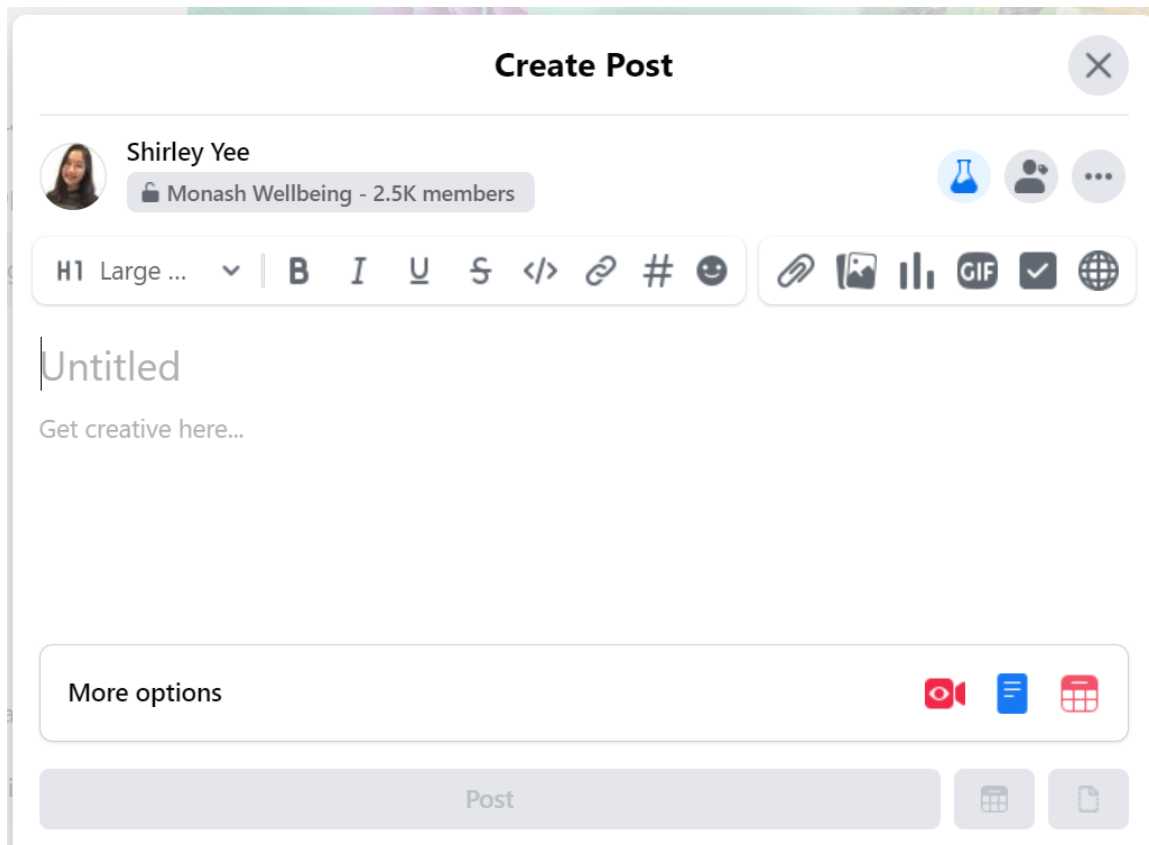 Create Post
Shirley Yee
Monash Wellbeing - 2.5K members
H1 Large ... B I U S </> # GIF
Untitled
Get creative here...
More options
Post